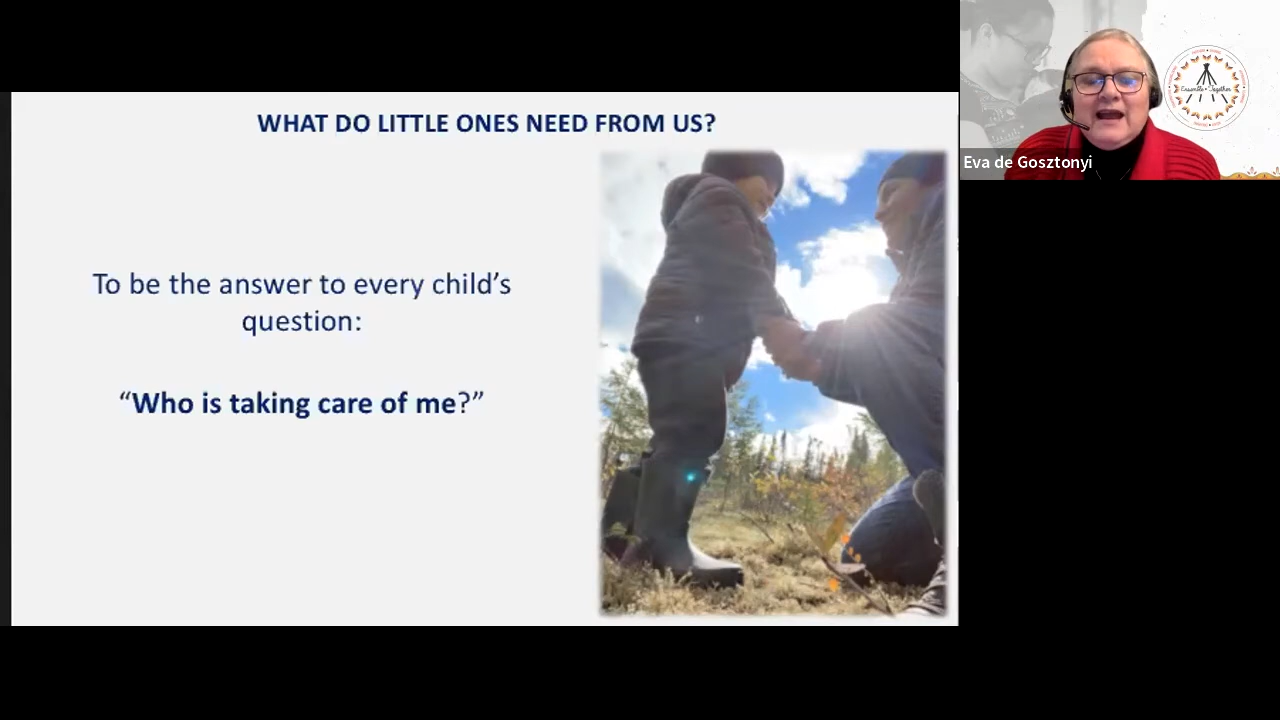 WHAT DO LITTLE ONES NEED FROM US?
To be the answer to every child’s
question:
“Who is taking care of me?”
Eva de Gosztonyi
Ensemble • Together